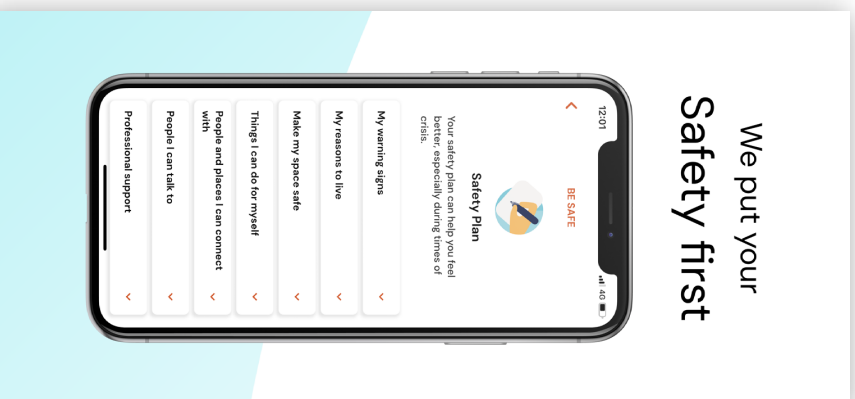 We put your
Safety first
12:01
4G
BE SAFE
Safety Plan
Your safety plan can help you feel
better, especially during times of
crisis.
My warning signs
My reasons to live
Make my space safe
Things I can do for myself
People and places I can connect
with
People I can talk to
Professional support